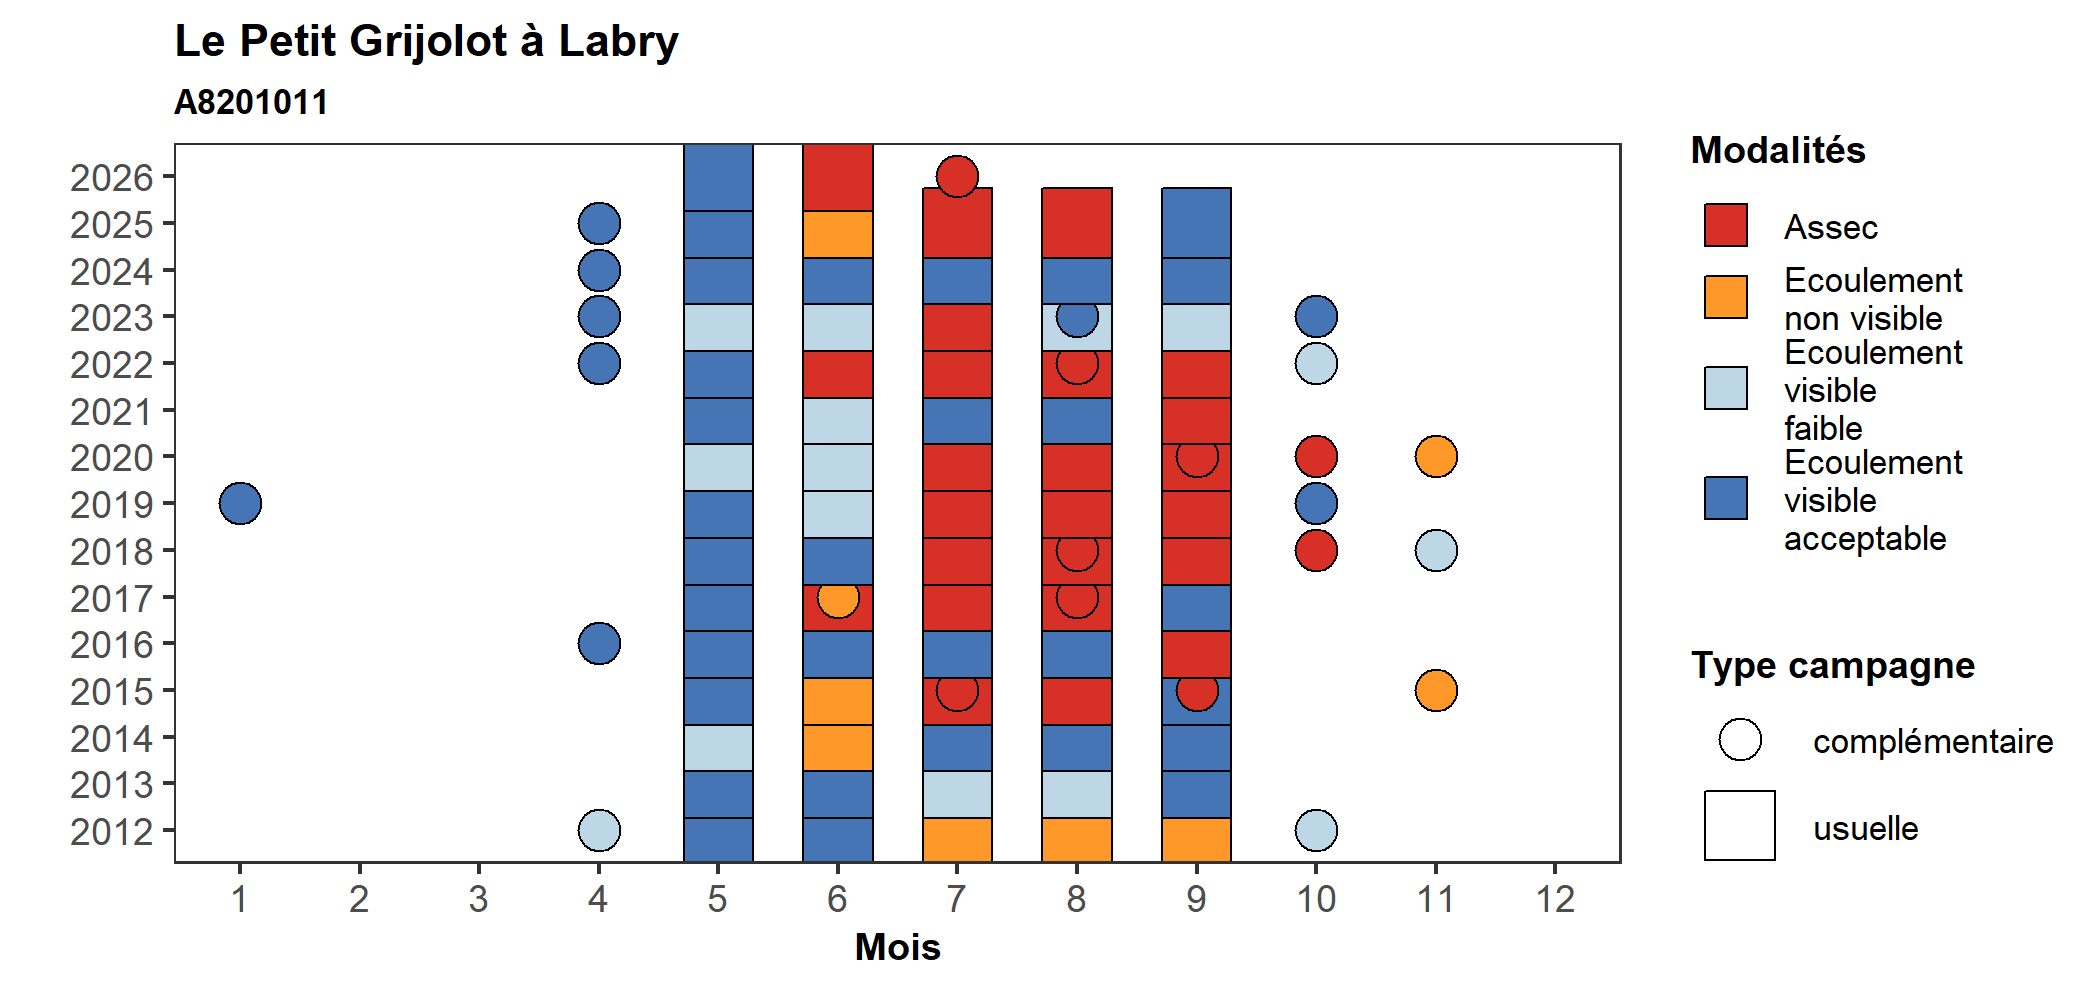 Le Petit Grijolot à Labry
A8201011
2026
2025
2024
2023
2022
2021
2020
2019
2018
2017
2016
2015
2014
2013
2012
1 2 3 4 5 6 7 8 9 10 11 12
Mois
Modalités
Assec
Ecoulement
non visible
Ecoulement
visible
faible
Ecoulement
visible
acceptable
Type campagne
complémentaire
usuelle